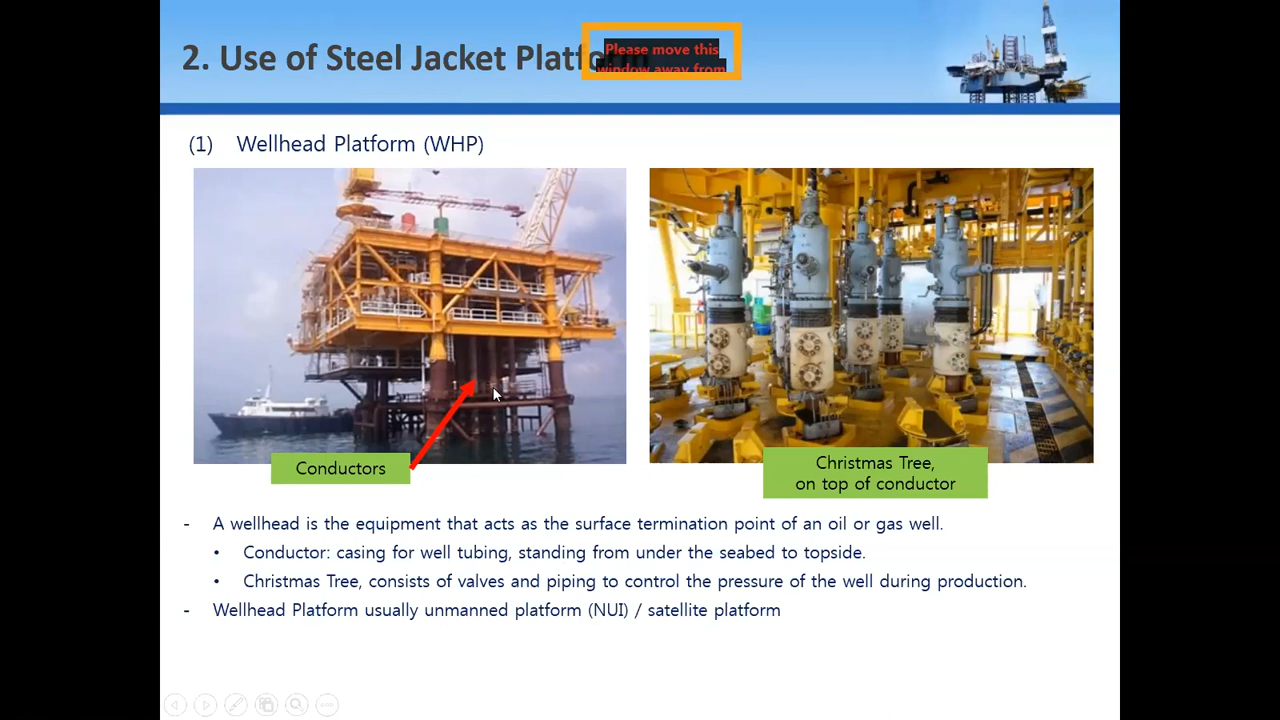 2. Use of Steel Jacket Platform
Please move this
window away from
(1) Wellhead Platform (WHP)
Conductors
Christmas Tree,
on top of conductor
- A wellhead is the equipment that acts as the surface termination point of an oil or gas well.
• Conductor: casing for well tubing, standing from under the seabed to topside.
• Christmas Tree, consists of valves and piping to control the pressure of the well during production.
- Wellhead Platform usually unmanned platform (NUI) / satellite platform